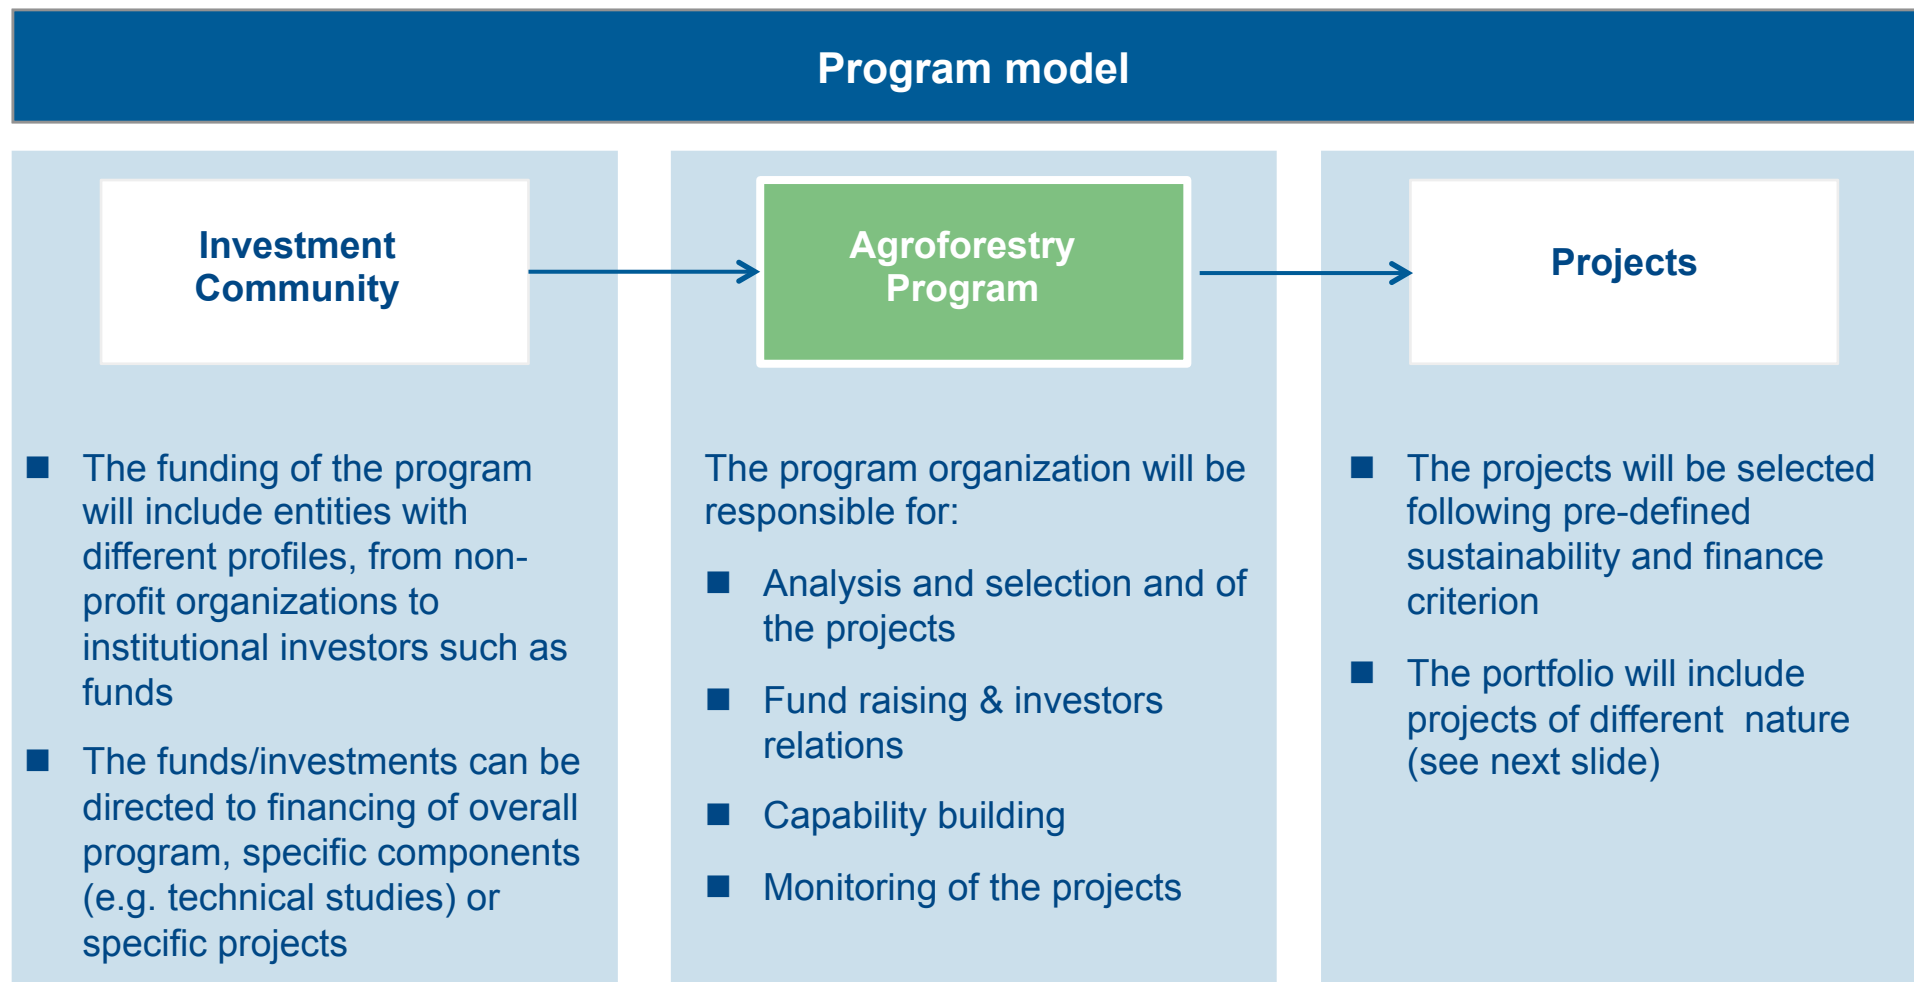 Program model
Investment
Community
■ The funding of the program
will include entities with
different profiles, from non-
profit organizations to
institutional investors such as
funds
■ The funds/investments can be
directed to financing of overall
program, specific components
(e.g. technical studies) or
specific projects
Agroforestry
Program
The program organization will be
responsible for:
■ Analysis and selection and of
the projects
■ Fund raising & investors
relations
■ Capability building
■ Monitoring of the projects
Projects
■ The projects will be selected
following pre-defined
sustainability and finance
criterion
■ The portfolio will include
projects of different  nature
(see next slide)